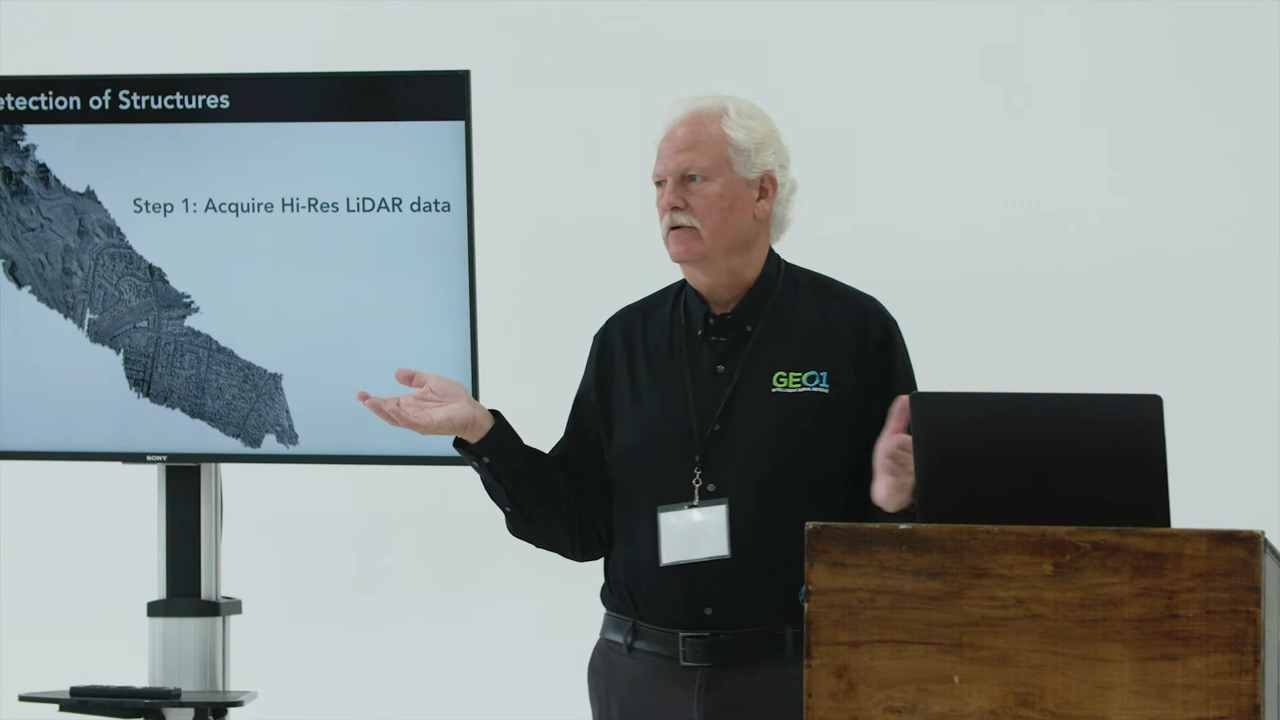 etection of Structures
Step 1: Acquire Hi-Res LiDAR data
GEO1
SONY